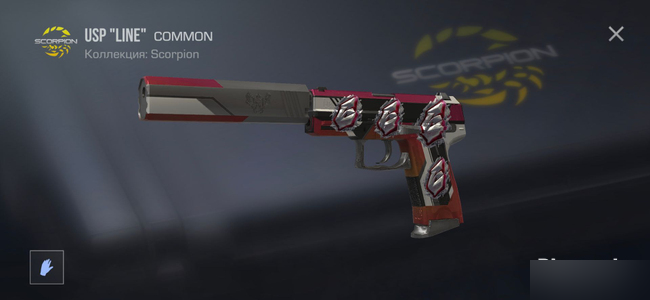 SCORPION
USP "LINE" COMMON
Коллекция: Scorpion
SCORPION